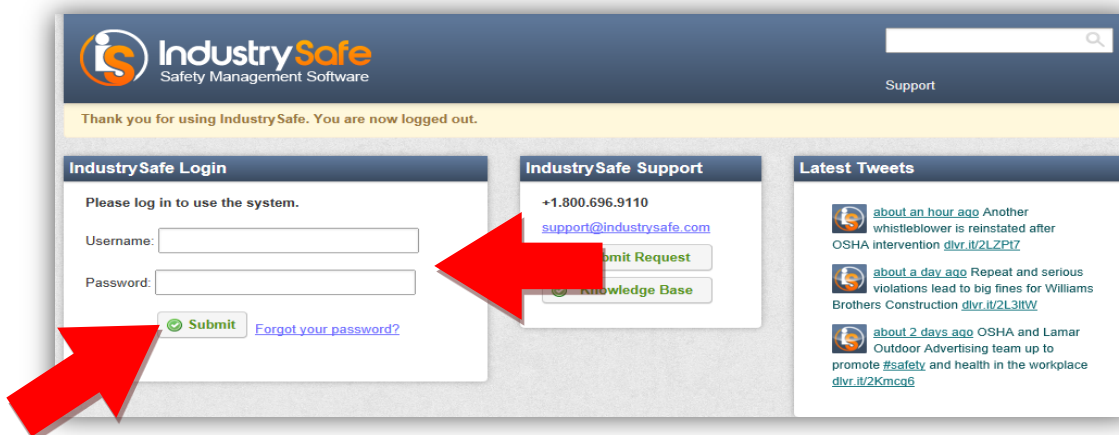 IndustrySafe
Safety Management Software
Support
Thank you for using IndustrySafe. You are now logged out.
IndustrySafe Login
Please log in to use the system.
Username:
Password:
Submit
Forgot your password?
IndustrySafe Support
+1.800.696.9110
support@industrysafe.com
Request
Knowledge Base
Latest Tweets
about an hour ago Another
whistleblower is reinstated after
OSHA intervention dlvr.it/2LZPt7
about a day ago Repeat and serious
violations lead to big fines for Williams
Brothers Construction dlvr.it/2L3ltW
about 2 days ago OSHA and Lamar
Outdoor Advertising team up to
promote #safety and health in the workplace
dlvr.it/2Kmcq6